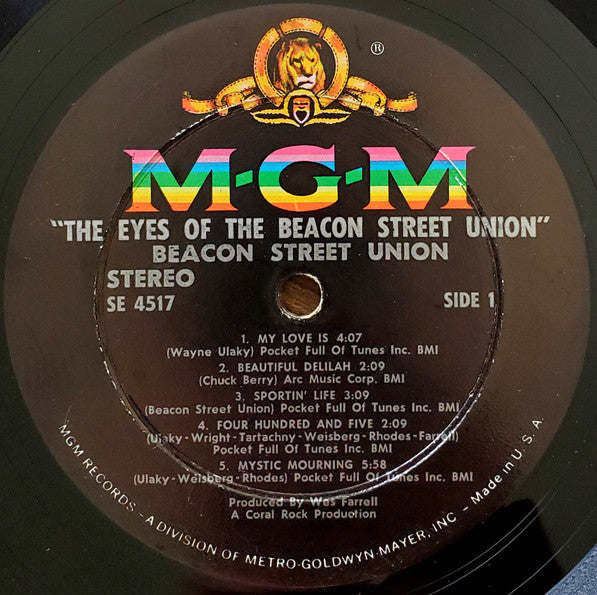 ®
M-G-M
"THE EYES OF THE BEACON STREET UNION"
BEACON STREET UNION
STEREO
SE 4517
SIDE 1
1. MY LOVE IS 4:07
(Wayne Ulaky) Pocket Full Of Tunes Inc. BMI
2. BEAUTIFUL DELILAH 2:09
(Chuck Berry) Arc Music Corp. BMI
3. SPORTIN' LIFE 3:09
(Beacon Street Union) Pocket Full Of Tunes Inc. BMI
4. FOUR HUNDRED AND FIVE 2:09
(Ulaky-Wright-Tartachny-Weisberg-Rhodes-Farrell)
Pocket Full Of Tunes Inc. BMI
5. MYSTIC MOURNING 5:58
(Ulaky-Weisberg-Rhodes) Pocket Full Of Tunes Inc. BMI
Produced By Wes Farrell
A Coral Rock Production
MGM RECORDS - A DIVISION OF METRO-GOLDWYN-MAYER, INC - Made in U.S.A.